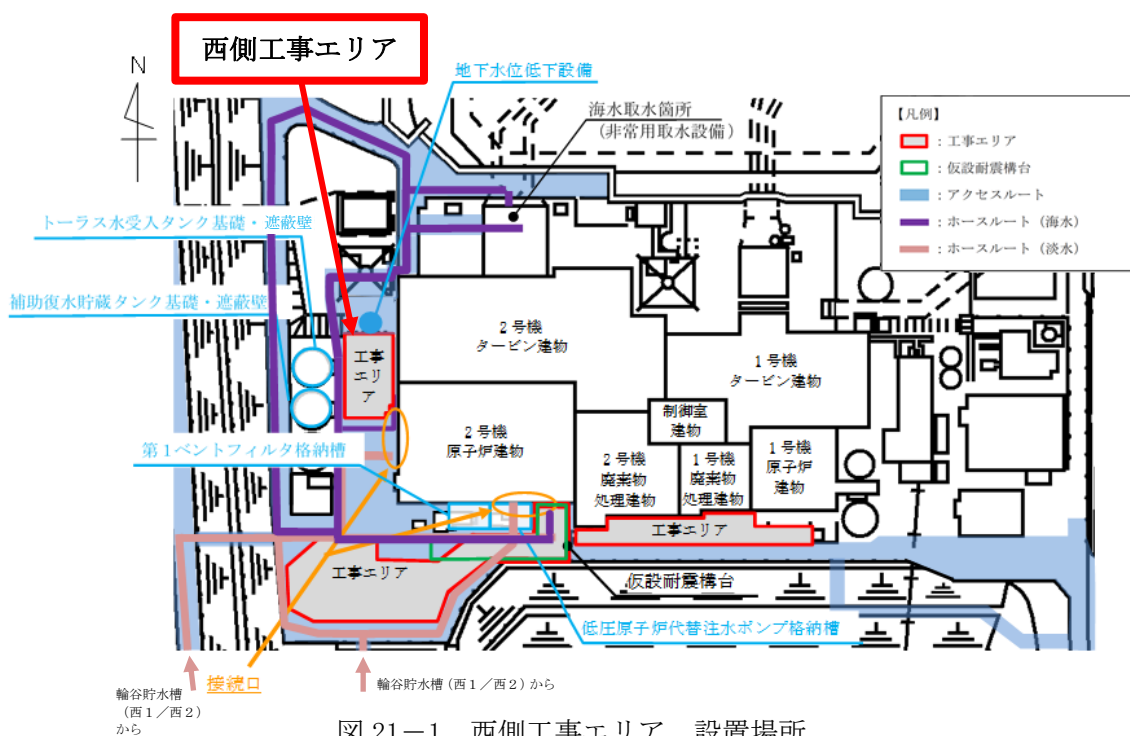 西側工事エリア
N
地下水位低下設備
海水取水箇所
(非常用取水設備)
【凡例】
:工事エリア
:仮設耐震構台
:アクセスルート
:ホースルート(海水)
:ホースルート(淡水)
トーラス水受入タンク基礎・遮蔽壁
補助復水貯蔵タンク基礎・遮蔽壁
工事
エリ
ア
2号機
タービン建物
1号機
タービン建物
制御室
建物
2号機
原子炉建物
第1ベントフィルタ格納槽
2号機
廃棄物
処理建物
1号機
廃棄物
処理建物
1号機
原子炉
建物
工事エリア
工事エリア
仮設耐震構台
低圧原子炉代替注水ポンプ格納槽
接続口
輪谷貯水槽
(西1/西2)
から
輪谷貯水槽(西1/西2)から
図21-1 西側工事エリア 設置場所